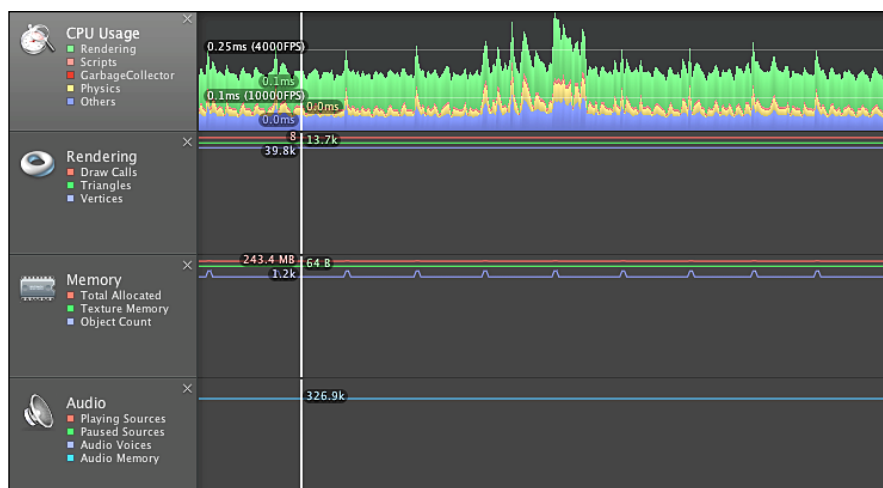 CPU Usage
Rendering
Scripts
GarbageCollector
Physics
Others
0.25ms (4000FPS)
0.1ms
0.1ms (10000FPS)
0.0ms
0.0ms
Rendering
Draw Calls
Triangles
Vertices
8
13.7k
39.8k
Memory
Total Allocated
Texture Memory
Object Count
243.4 MB
64 B
1.2k
Audio
Playing Sources
Paused Sources
Audio Voices
Audio Memory
326.9k